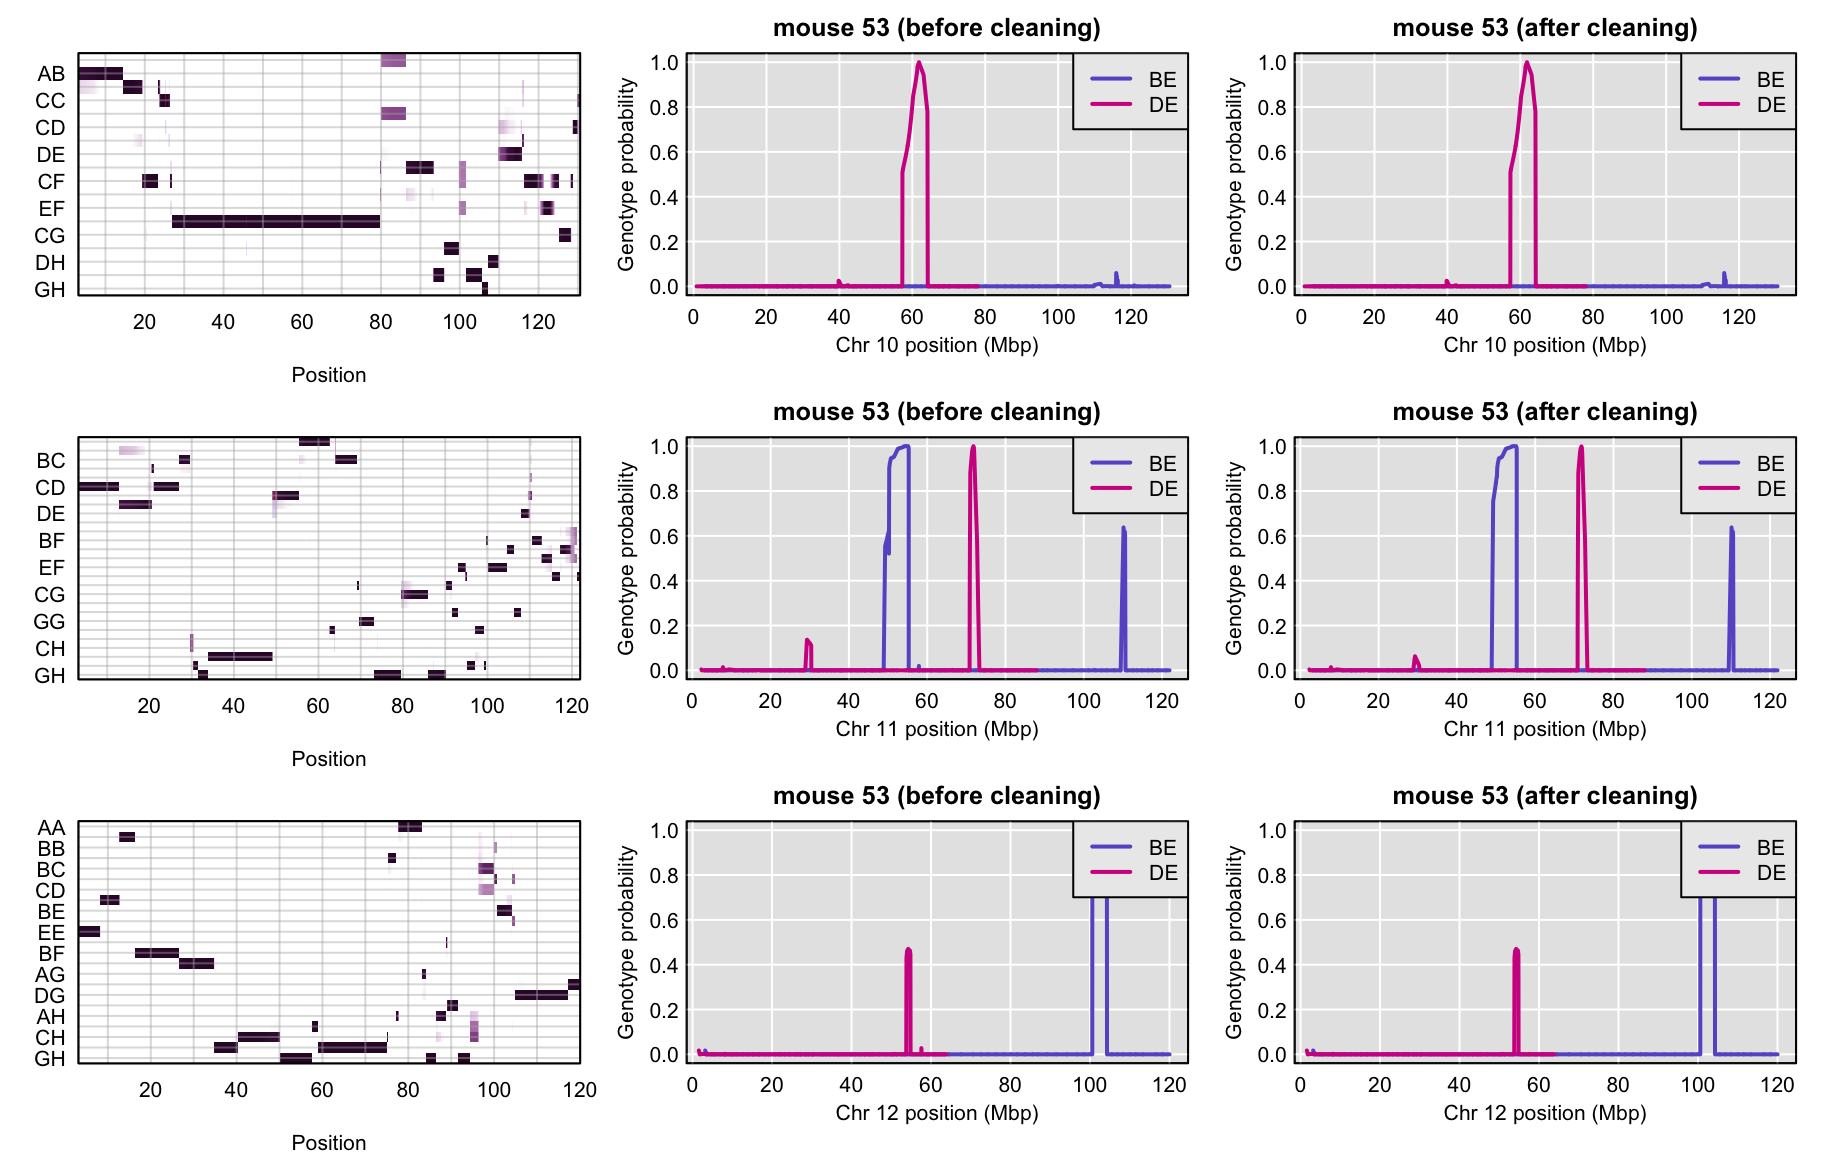 mouse 53 (before cleaning)
mouse 53 (after cleaning)
AB
CC
CD
DE
CF
EF
CG
DH
GH
20 40 60 80 100 120
Position
Genotype probability
1.0
0.8
0.6
0.4
0.2
0.0
BE
DE
0 20 40 60 80 100 120
Chr 10 position (Mbp)
Genotype probability
1.0
0.8
0.6
0.4
0.2
0.0
BE
DE
0 20 40 60 80 100 120
Chr 10 position (Mbp)
mouse 53 (before cleaning)
mouse 53 (after cleaning)
BC
CD
DE
BF
EF
CG
GG
CH
GH
20 40 60 80 100 120
Position
Genotype probability
1.0
0.8
0.6
0.4
0.2
0.0
BE
DE
0 20 40 60 80 100 120
Chr 11 position (Mbp)
Genotype probability
1.0
0.8
0.6
0.4
0.2
0.0
BE
DE
0 20 40 60 80 100 120
Chr 11 position (Mbp)
mouse 53 (before cleaning)
mouse 53 (after cleaning)
AA
BB
BC
CD
BE
EE
BF
AG
DG
AH
CH
GH
20 40 60 80 100 120
Position
Genotype probability
1.0
0.8
0.6
0.4
0.2
0.0
BE
DE
0 20 40 60 80 100 120
Chr 12 position (Mbp)
Genotype probability
1.0
0.8
0.6
0.4
0.2
0.0
BE
DE
0 20 40 60 80 100 120
Chr 12 position (Mbp)